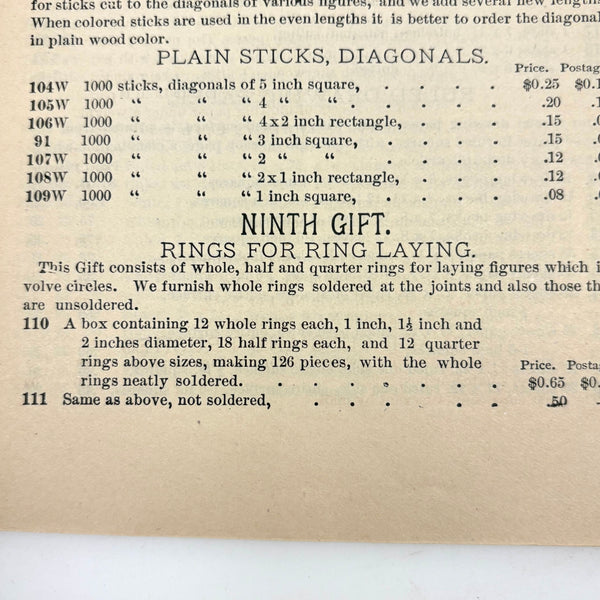 for sticks cut to the diagonals of various figures, and we add several new lengths
When colored sticks are used in the even lengths it is better to order the diagonal
in plain wood color.
PLAIN STICKS, DIAGONALS.
Price. Postag
104W 1000 sticks, diagonals of 5 inch square, . . . . $0.25 $0.1
105W 1000 “ “ “ 4 “ “ . . . . . .20 .1
106W 1000 “ “ “ 4x2 inch rectangle, . . . .15 .0
91 1000 “ “ “ 3 inch square, . . . . .15 .0
107W 1000 “ “ “ 2 “ “ . . . . .12 .0
108W 1000 “ “ “ 2x1 inch rectangle, . . . .12 .0
109W 1000 “ “ “ 1 inch square, . . . . .08 .0
NINTH GIFT.
RINGS FOR RING LAYING.
This Gift consists of whole, half and quarter rings for laying figures which i
volve circles. We furnish whole rings soldered at the joints and also those th
are unsoldered.
110 A box containing 12 whole rings each, 1 inch, 1½ inch and
2 inches diameter, 18 half rings each, and 12 quarter
rings above sizes, making 126 pieces, with the whole Price. Postag
rings neatly soldered. . . . . . . . $0.65 $0.
111 Same as above, not soldered, . . . . . .50